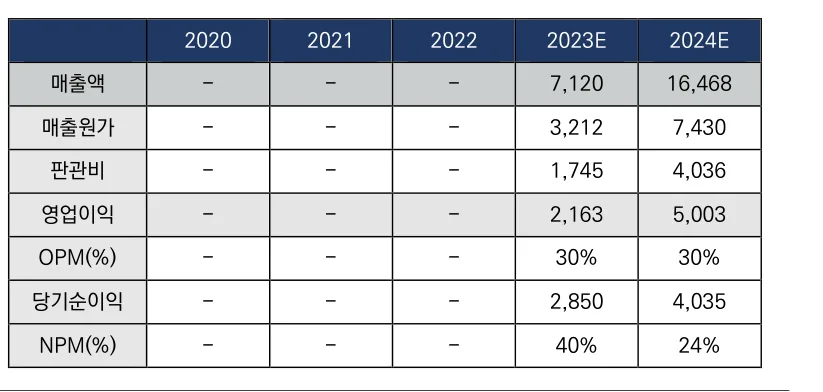 2020 2021 2022 2023E 2024E
매출액 – – – 7,120 16,468
매출원가 – – – 3,212 7,430
판관비 – – – 1,745 4,036
영업이익 – – – 2,163 5,003
OPM(%) – – – 30% 30%
당기순이익 – – – 2,850 4,035
NPM(%) – – – 40% 24%